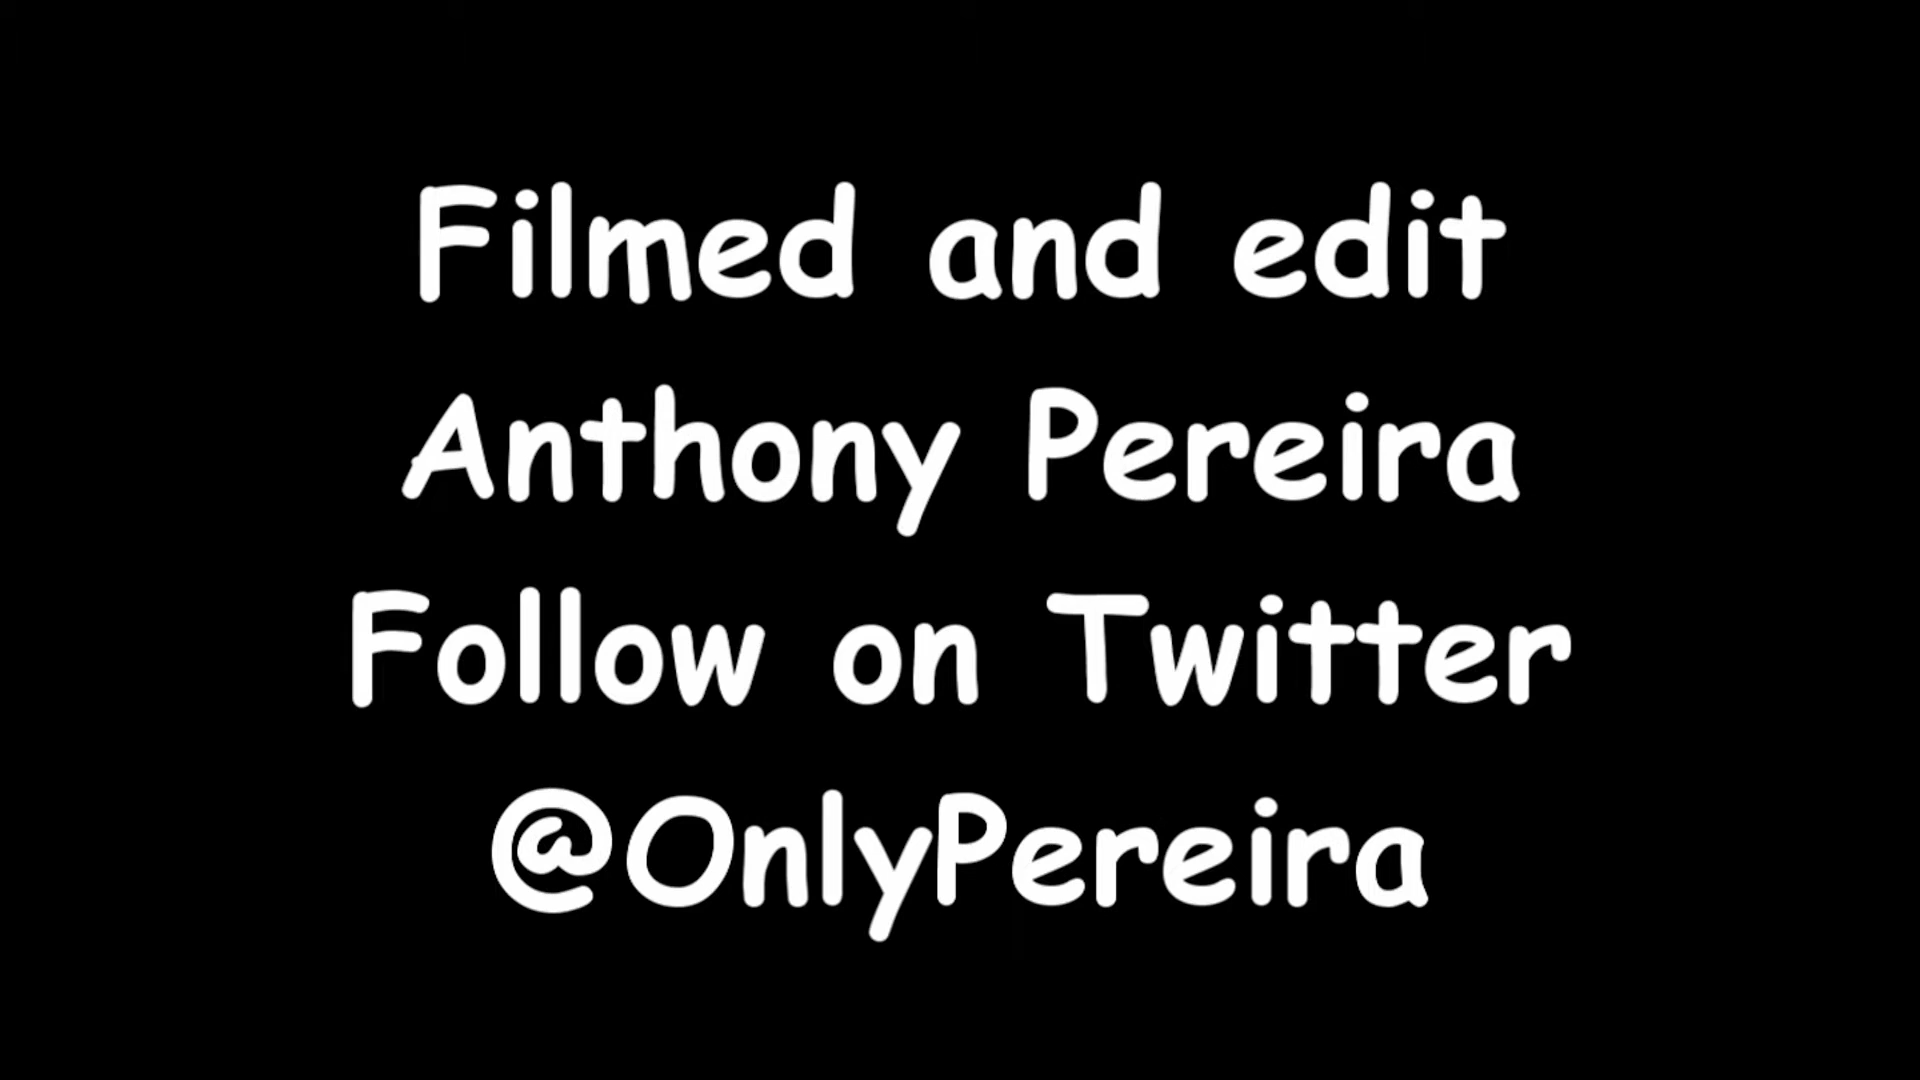 Filmed and edit
Anthony Pereira
Follow on Twitter
@OnlyPereira